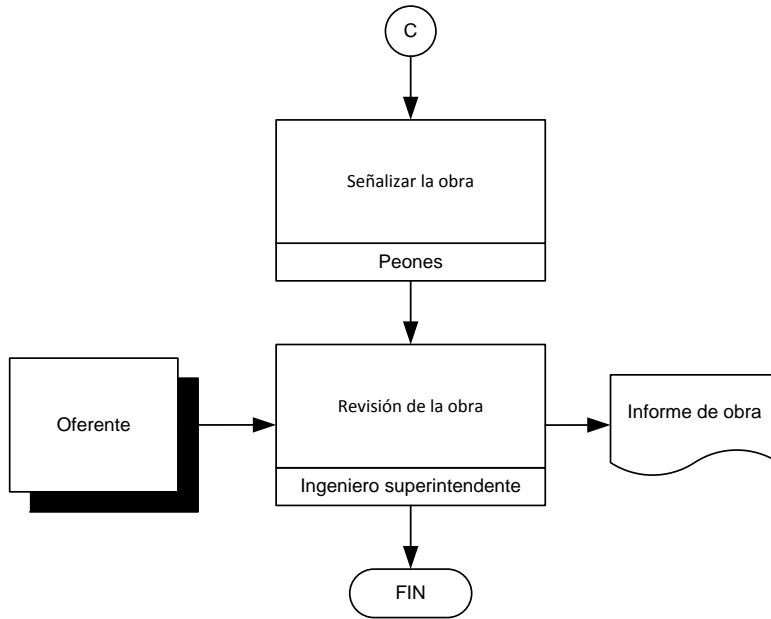 C
Señalizar la obra
Peones
Oferente
Revisión de la obra
Informe de obra
Ingeniero superintendente
FIN